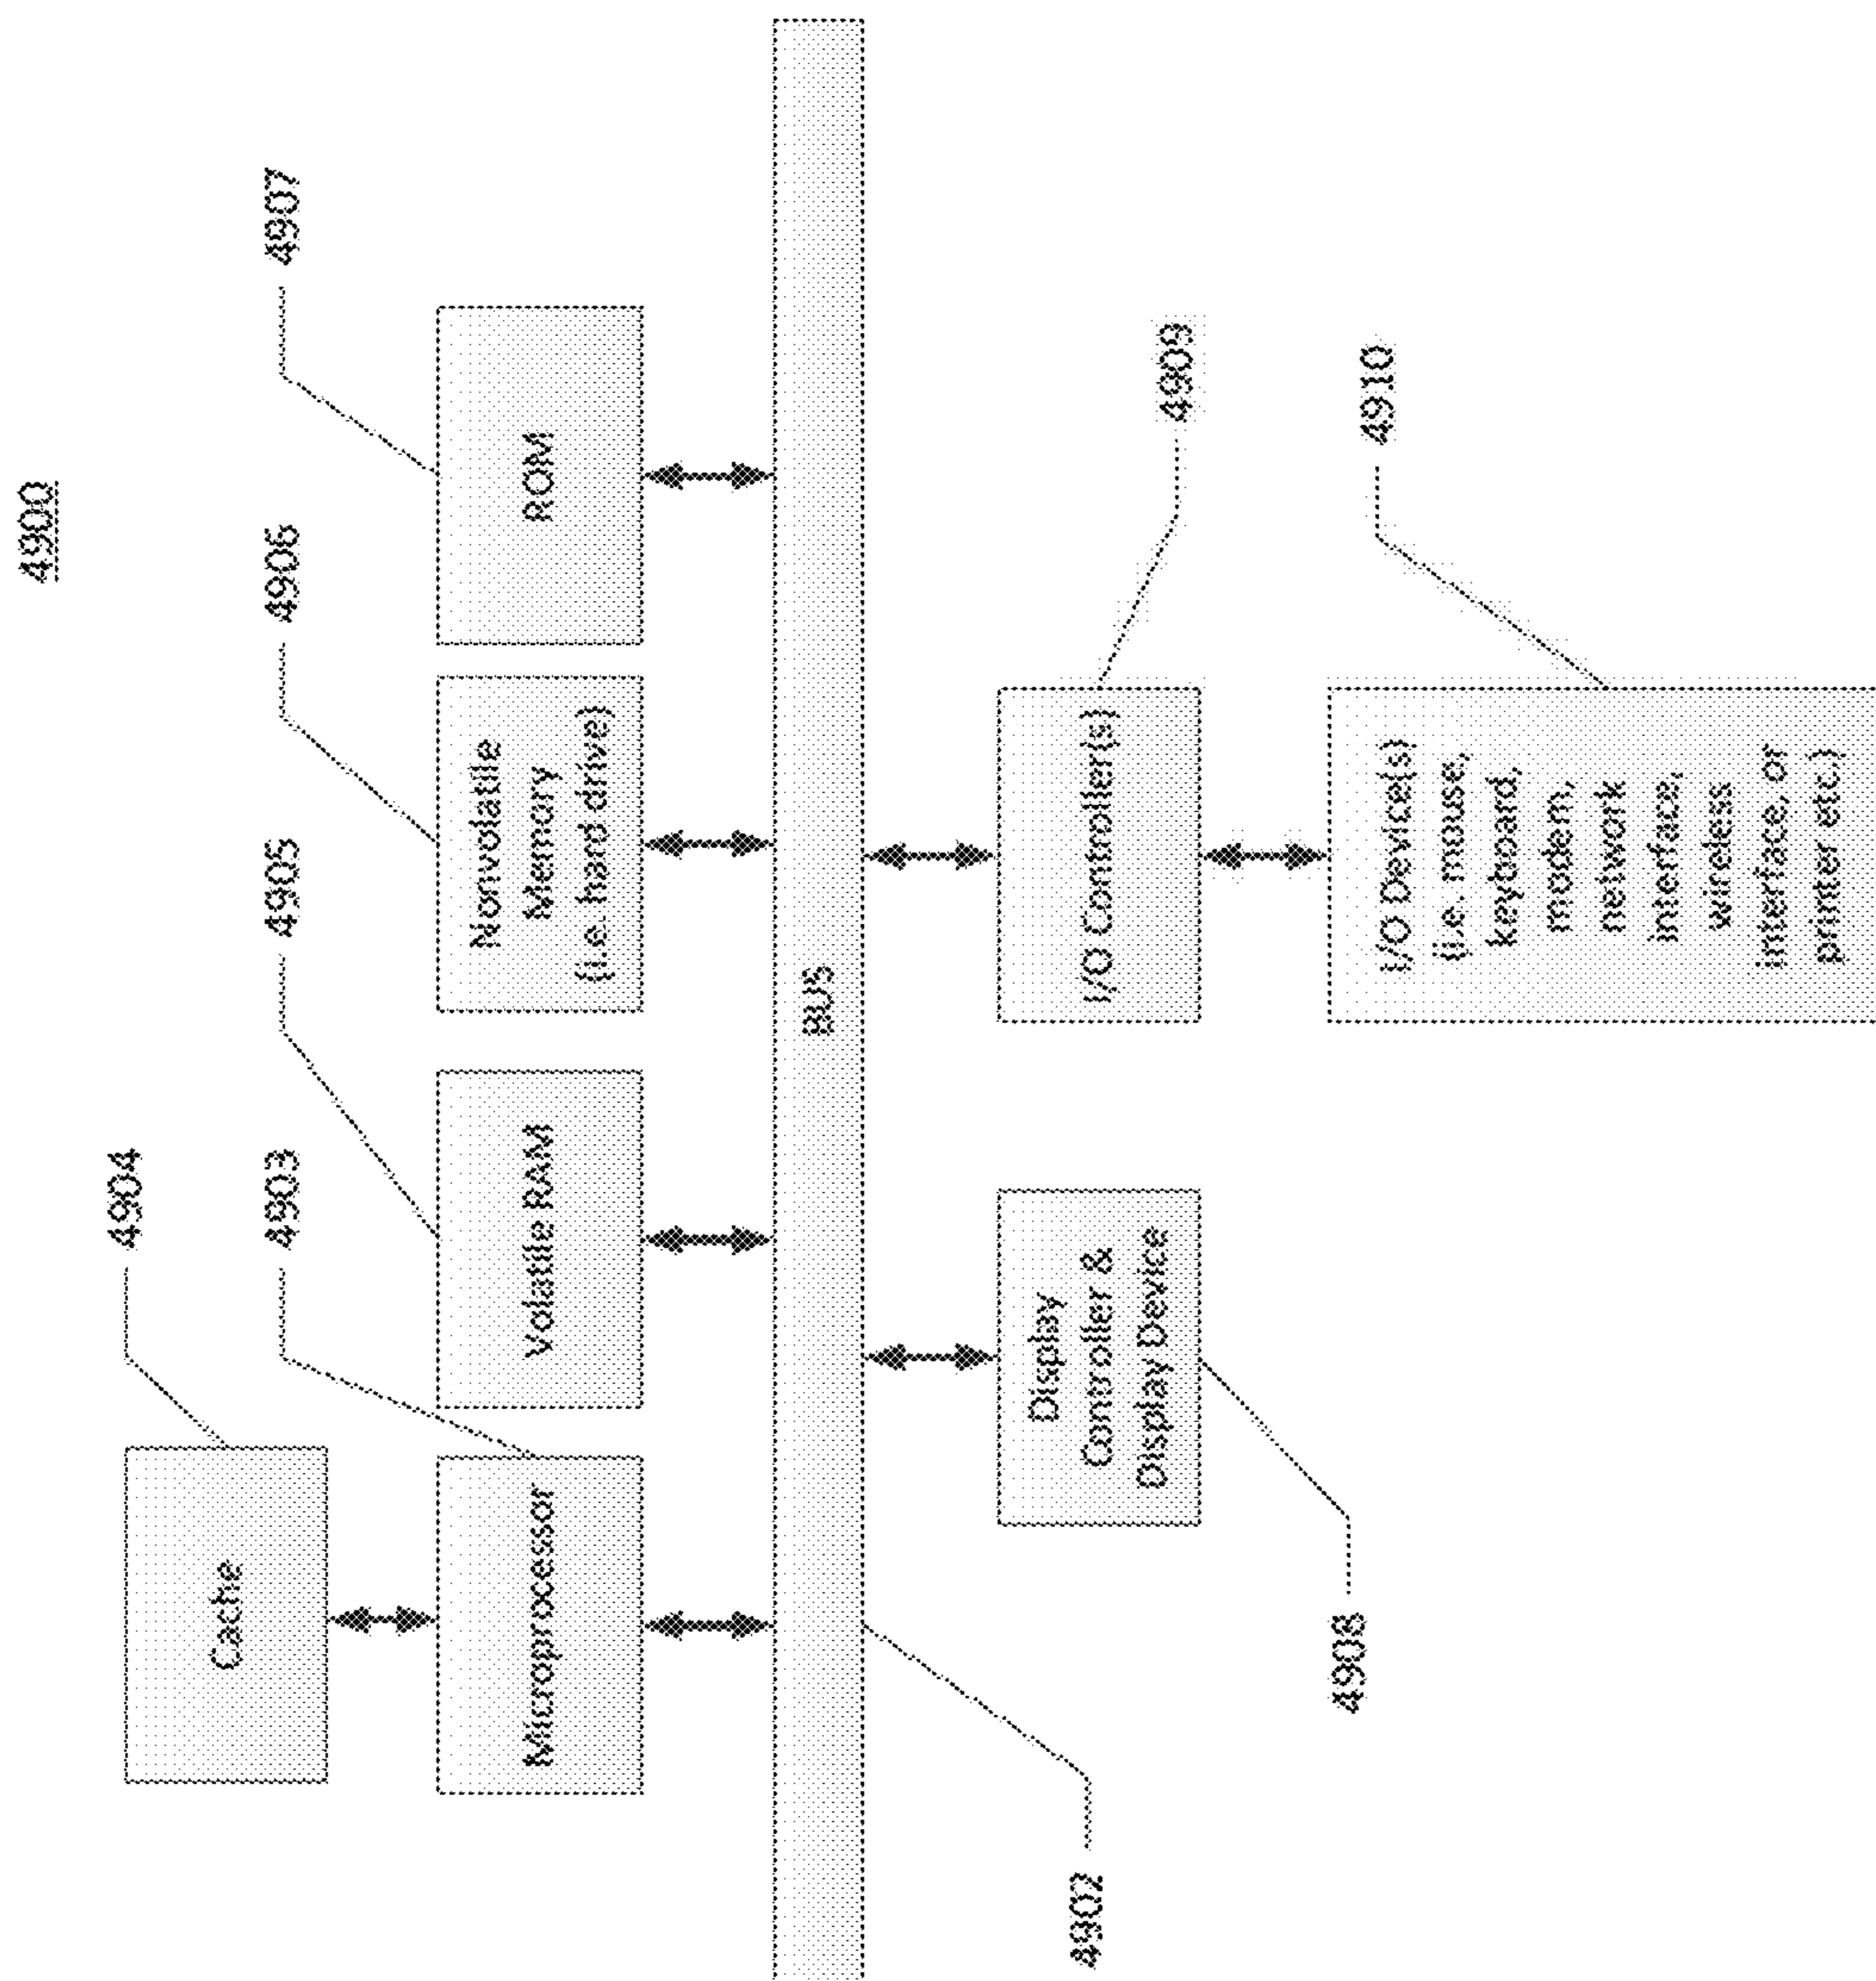 4900
4904
4903
4905
4906
4907
Cache
Microprocessor
Volatile RAM
Nonvolatile
Memory
(i.e. hard drive)
ROM
BUS
4902
Display
Controller &
Display Device
4908
I/O Controller(s)
4909
I/O Device(s)
(i.e. mouse,
keyboard,
modem,
network
interface,
wireless
interface, or
printer etc.)
4910